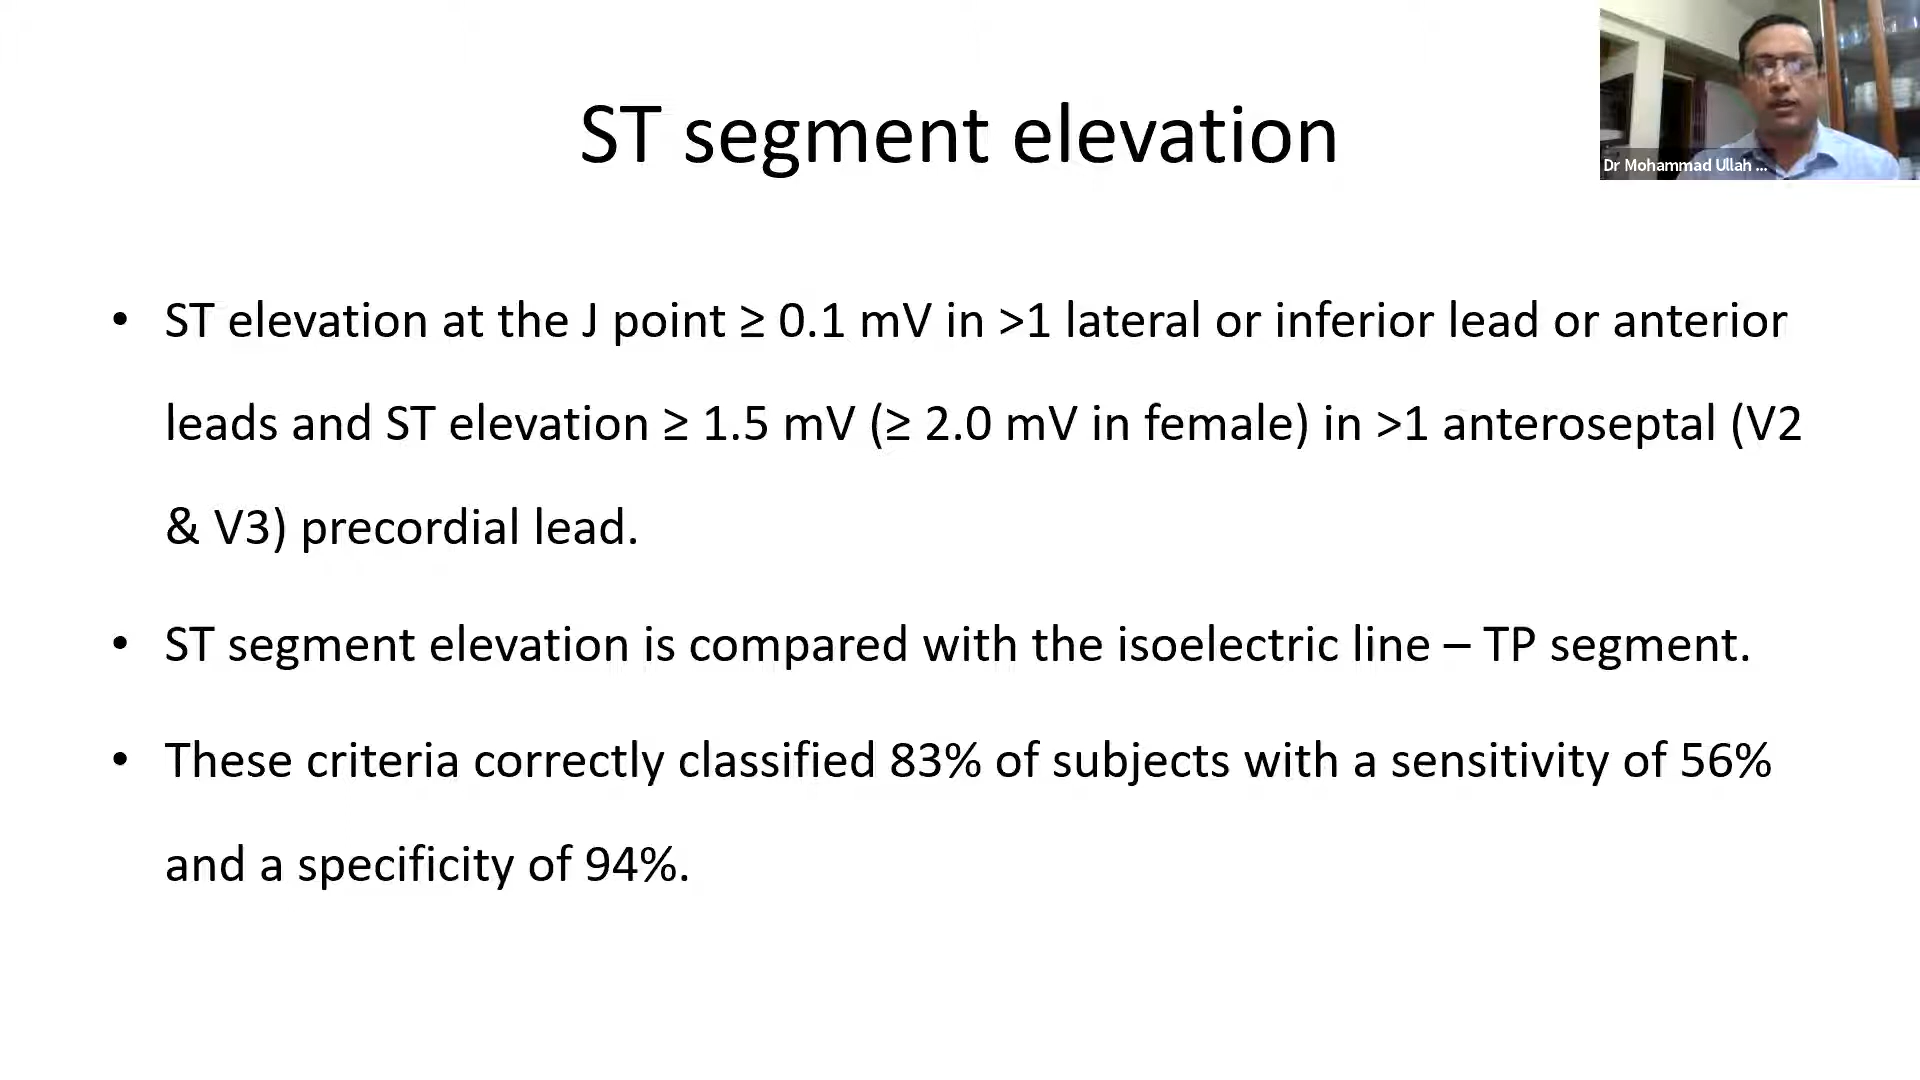 ST segment elevation
Dr Mohammad Ullah ...
• ST elevation at the J point ≥ 0.1 mV in >1 lateral or inferior lead or anterior
leads and ST elevation ≥ 1.5 mV (≥ 2.0 mV in female) in >1 anteroseptal (V2
& V3) precordial lead.
• ST segment elevation is compared with the isoelectric line – TP segment.
• These criteria correctly classified 83% of subjects with a sensitivity of 56%
and a specificity of 94%.